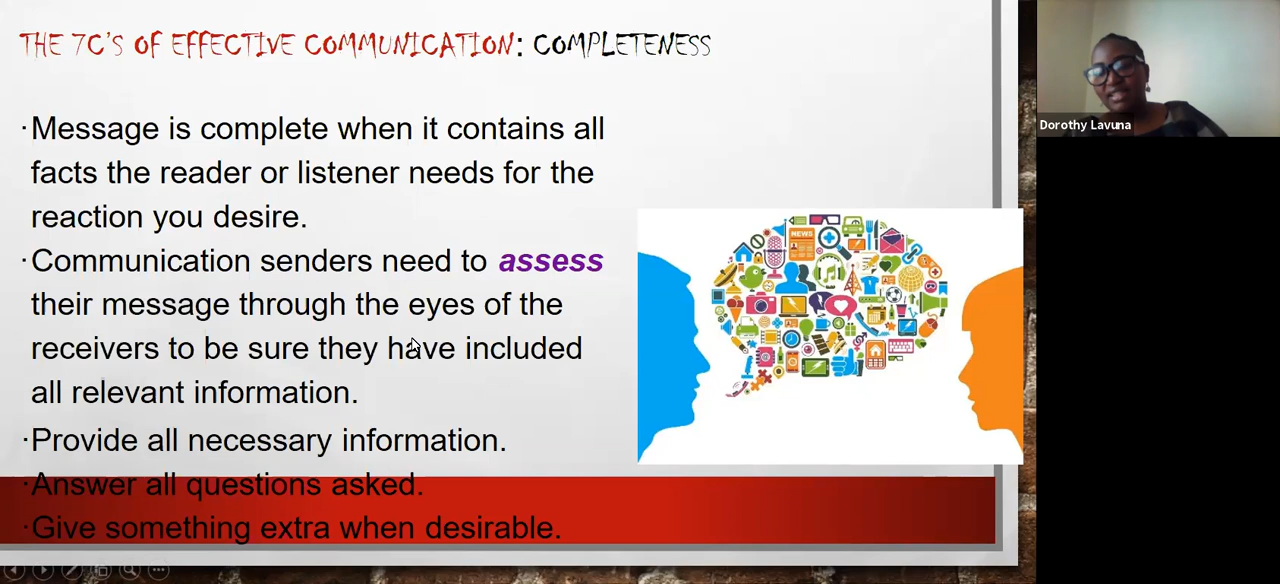 THE 7C'S OF EFFECTIVE COMMUNICATION: COMPLETENESS
·Message is complete when it contains all
facts the reader or listener needs for the
reaction you desire.
·Communication senders need to assess
their message through the eyes of the
receivers to be sure they have included
all relevant information.
·Provide all necessary information.
·Answer all questions asked.
·Give something extra when desirable.
NEWS
Dorothy Lavuna